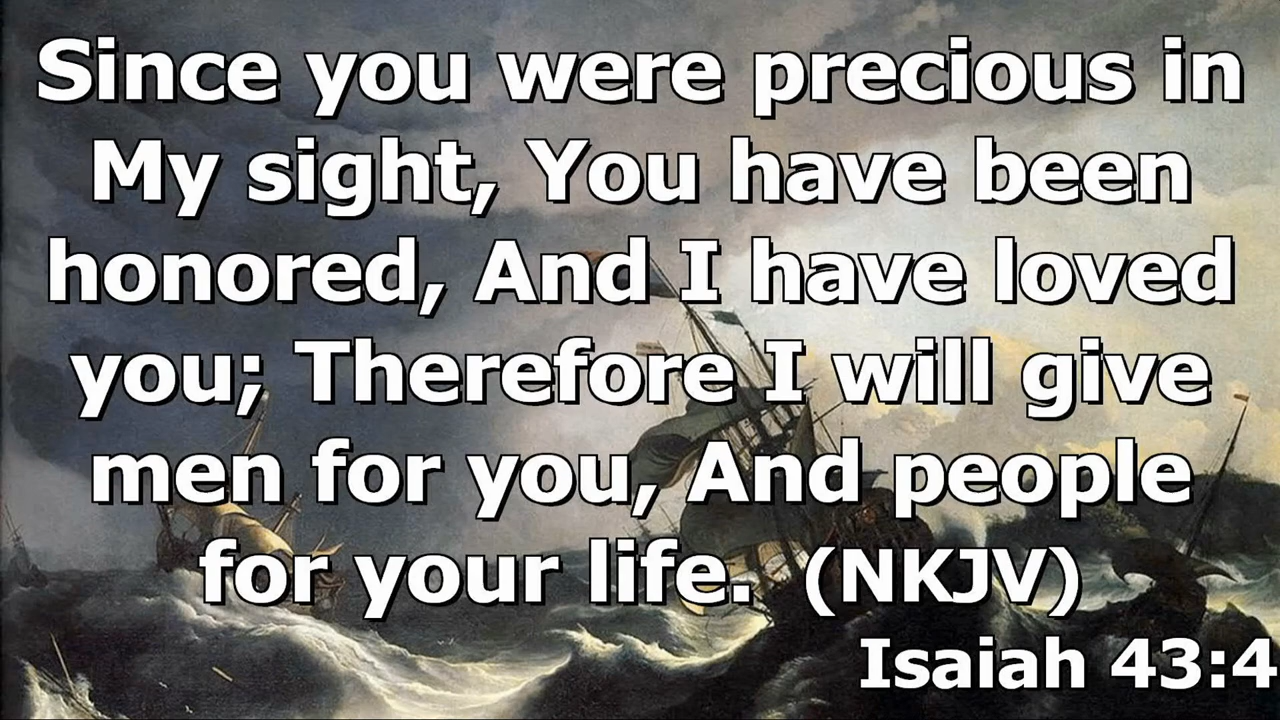 Since you were precious in
My sight, You have been
honored, And I have loved
you; Therefore I will give
men for you, And people
for your life.  (NKJV)
Isaiah 43:4